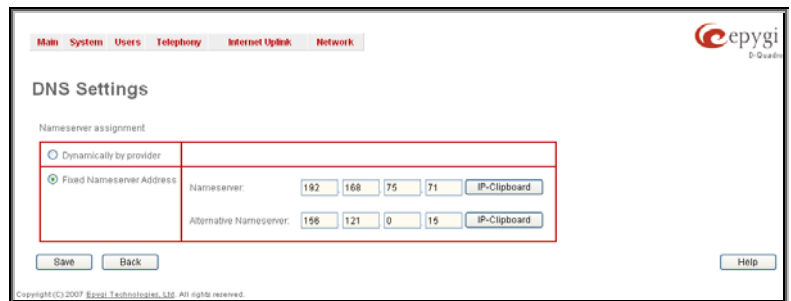 Main System Users Telephony Internet Uplink Network
epygi
D-Quadro
DNS Settings
Nameserver assignment
Dynamically by provider
Fixed Nameserver Address
Nameserver: 192 . 168 . 75 . 71 IP-Clipboard
Alternative Nameserver: 156 . 121 . 0 . 15 IP-Clipboard
Save Back Help
Copyright (C) 2007 Epygi Technologies, Ltd. All rights reserved.